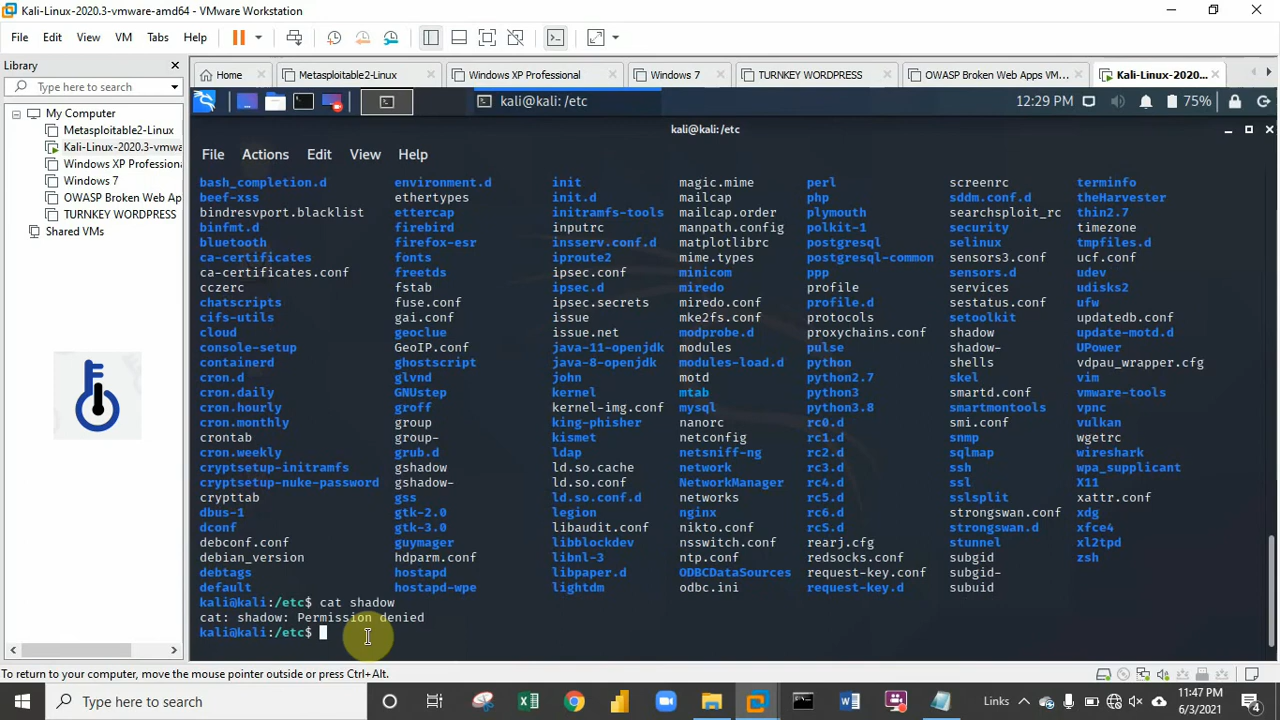 Kali-Linux-2020.3-vmware-amd64 - VMware Workstation
File Edit View VM Tabs Help
Library
Type here to search
My Computer
Metasploitable2-Linux
Kali-Linux-2020.3-vmwa
Windows XP Professiona
Windows 7
OWASP Broken Web Ap
TURNKEY WORDPRESS
Shared VMs
Home Metasploitable2-Linux Windows XP Professional Windows 7 TURNKEY WORDPRESS OWASP Broken Web Apps VM... Kali-Linux-2020...
kali@kali: /etc 12:29 PM 75%
kali@kali: /etc
File Actions Edit View Help
bash_completion.d environment.d init magic.mime perl screenrc terminfo
beef-xss ethertypes init.d mailcap php sddm.conf.d theHarvester
bindresvport.blacklist ettercap initramfs-tools mailcap.order plymouth searchsploit_rc thin2.7
binfmt.d firebird inputrc manpath.config polkit-1 security timezone
bluetooth firefox-esr insserv.conf.d matplotlibrc postgresql selinux tmpfiles.d
ca-certificates fonts iproute2 mime.types postgresql-common sensors3.conf ucf.conf
ca-certificates.conf freetds ipsec.conf minicom ppp sensors.d udev
cczerc fstab ipsec.d miredo profile services udisks2
chatscripts fuse.conf ipsec.secrets miredo.conf profile.d sestatus.conf ufw
cifs-utils gai.conf issue mke2fs.conf protocols setoolkit updatedb.conf
cloud geoclue issue.net modprobe.d proxychains.conf shadow update-motd.d
console-setup GeoIP.conf java-11-openjdk modules pulse shadow- UPower
containerd ghostscript java-8-openjdk modules-load.d python shells vdpau_wrapper.cfg
cron.d glvnd john motd python2.7 skel vim
cron.daily GNUstep kernel mtab python3 smartd.conf vmware-tools
cron.hourly groff kernel-img.conf mysql python3.8 smartmontools vpnc
cron.monthly group king-phisher nanorc rc0.d smi.conf vulkan
crontab group- kismet netconfig rc1.d snmp wgetrc
cron.weekly grub.d ldap netsniff-ng rc2.d sqlmap wireshark
cryptsetup-initramfs gshadow ld.so.cache network rc3.d ssh wpa_supplicant
cryptsetup-nuke-password gshadow- ld.so.conf NetworkManager rc4.d ssl X11
crypttab gss ld.so.conf.d networks rc5.d sslsplit xattr.conf
dbus-1 gtk-2.0 legion nginx rc6.d strongswan.conf xdg
dconf gtk-3.0 libaudit.conf nikto.conf rcS.d strongswan.d xfce4
debconf.conf guymager libblockdev nsswitch.conf rearj.cfg stunnel xl2tpd
debian_version hdparm.conf libnl-3 ntp.conf redsocks.conf subgid zsh
debtags hostapd libpaper.d ODBCDataSources request-key.conf subgid-
default hostapd-wpe lightdm odbc.ini request-key.d subuid
kali@kali:/etc$ cat shadow
cat: shadow: Permission denied
kali@kali:/etc$
To return to your computer, move the mouse pointer outside or press Ctrl+Alt.
Type here to search
Links
11:47 PM
6/3/2021
4